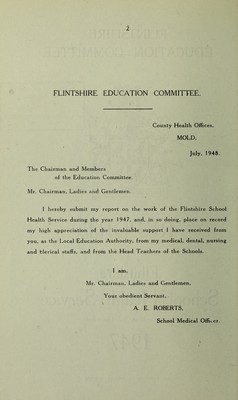 2
FLINTSHIRE EDUCATION COMMITTEE.
County Health Offices,
MOLD.
July, 1948.
The Chairman and Members
of the Education Committee.
Mr. Chairman, Ladies and Gentlemen.
I hereby submit my report on the work of the Flintshire School
Health Service during the year 1947, and, in so doing, place on record
my high appreciation of the invaluable support I have received from
you, as the Local Education Authority, from my medical, dental, nursing
and clerical staffs, and from the Head Teachers of the Schools.
I am,
Mr. Chairman, Ladies and Gentlemen,
Your obedient Servant,
A. E. ROBERTS,
School Medical Officer.